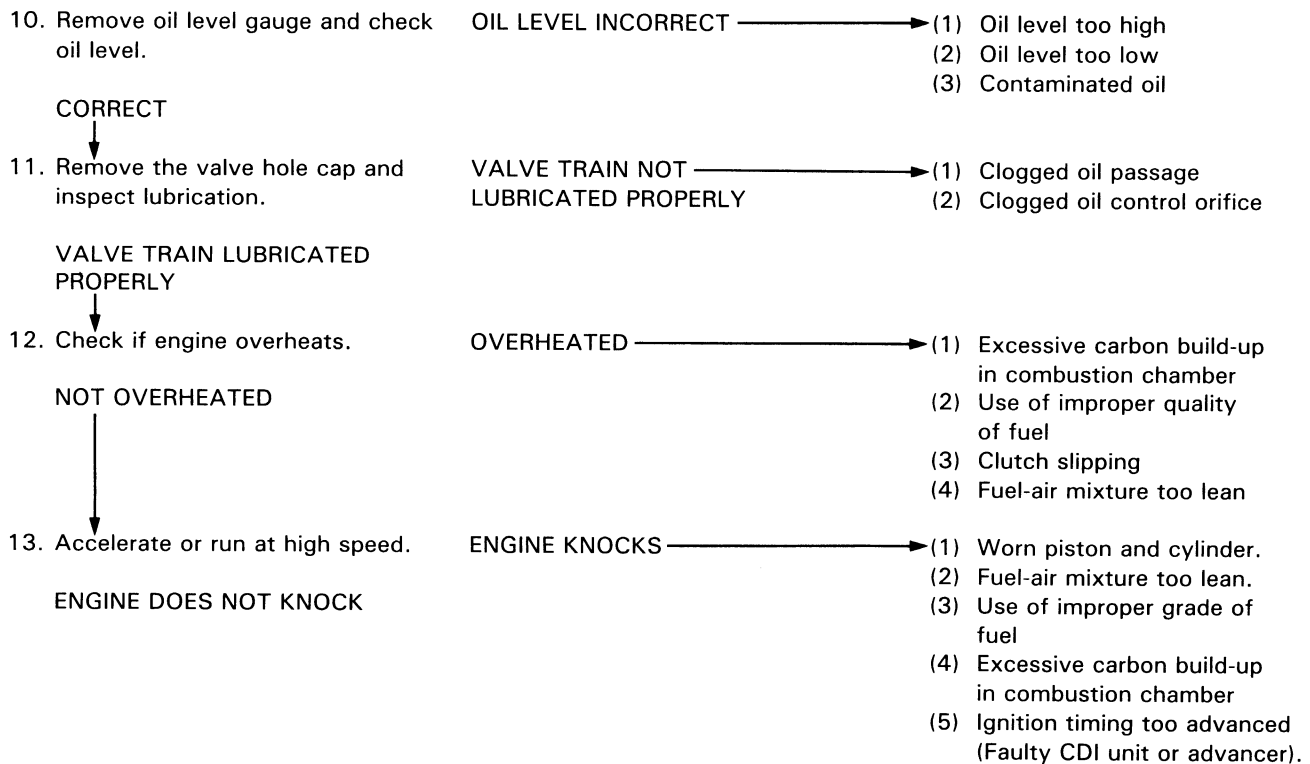 10. Remove oil level gauge and check
oil level.
OIL LEVEL INCORRECT
(1) Oil level too high
(2) Oil level too low
(3) Contaminated oil
CORRECT
11. Remove the valve hole cap and
inspect lubrication.
VALVE TRAIN NOT
LUBRICATED PROPERLY
(1) Clogged oil passage
(2) Clogged oil control orifice
VALVE TRAIN LUBRICATED
PROPERLY
12. Check if engine overheats.
OVERHEATED
(1) Excessive carbon build-up
in combustion chamber
(2) Use of improper quality
of fuel
(3) Clutch slipping
(4) Fuel-air mixture too lean
NOT OVERHEATED
13. Accelerate or run at high speed.
ENGINE KNOCKS
(1) Worn piston and cylinder.
(2) Fuel-air mixture too lean.
(3) Use of improper grade of
fuel
(4) Excessive carbon build-up
in combustion chamber
(5) Ignition timing too advanced
(Faulty CDI unit or advancer).
ENGINE DOES NOT KNOCK